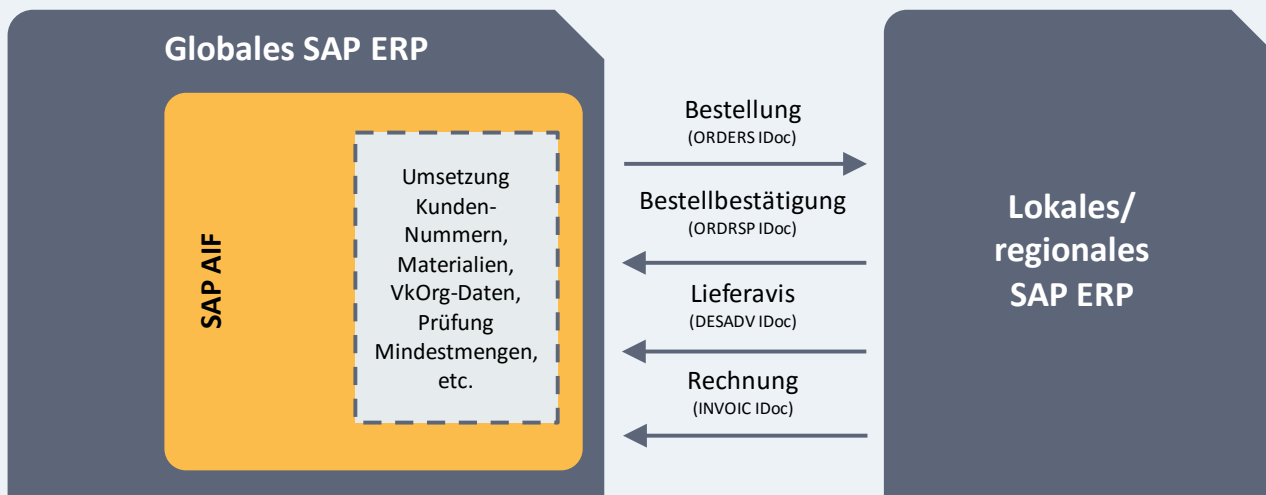 Globales SAP ERP
SAP AIF
Umsetzung
Kunden-
Nummern,
Materialien,
VkOrg-Daten,
Prüfung
Mindestmengen,
etc.
Bestellung
(ORDERS IDoc)
Bestellbestätigung
(ORDRSP IDoc)
Lieferavis
(DESADV IDoc)
Rechnung
(INVOIC IDoc)
Lokales/
regionales
SAP ERP